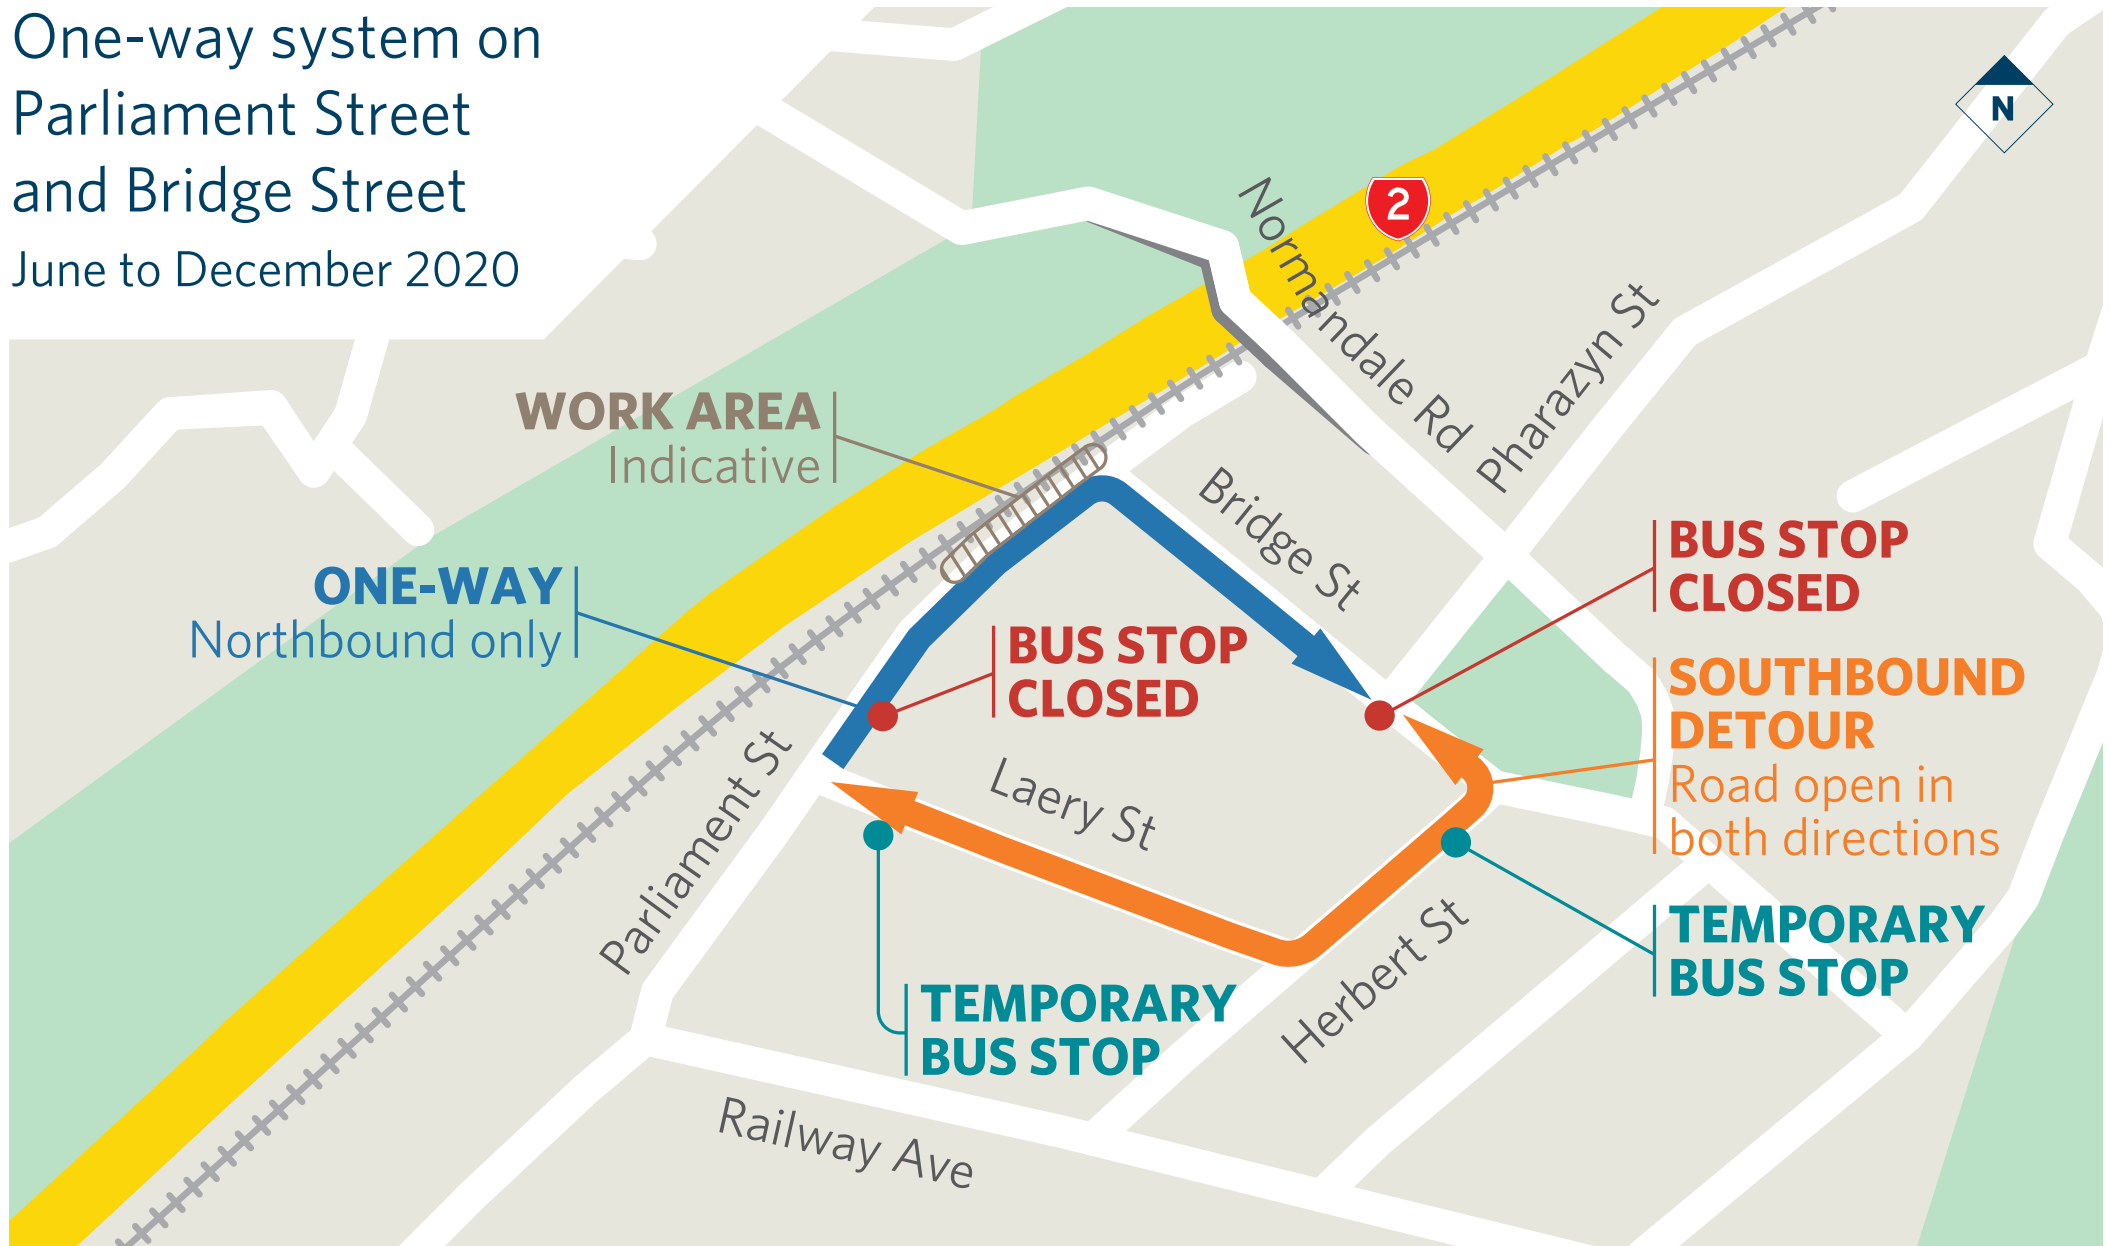 One-way system on
Parliament Street
and Bridge Street
June to December 2020
N
2
Normandale Rd
Pharazyn St
WORK AREA
Indicative
Bridge St
ONE-WAY
Northbound only
BUS STOP
CLOSED
BUS STOP
CLOSED
SOUTHBOUND
DETOUR
Road open in
both directions
Parliament St
Laery St
Herbert St
TEMPORARY
BUS STOP
TEMPORARY
BUS STOP
Railway Ave